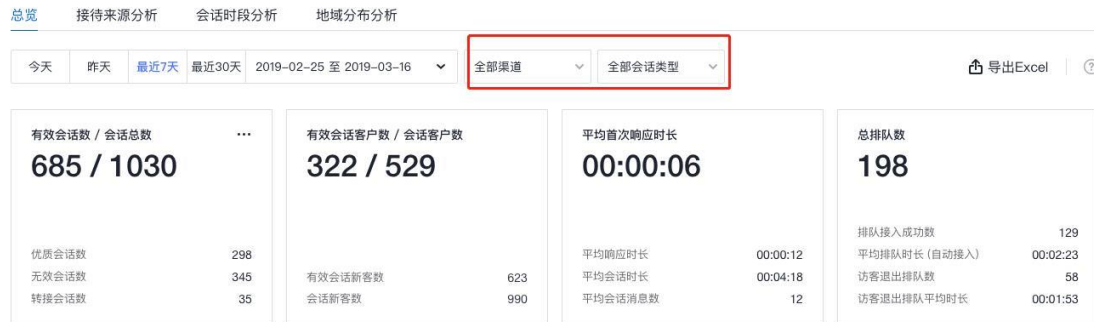 总览 接待来源分析 会话时段分析 地域分布分析
今天 昨天 最近7天 最近30天 2019-02-25 至 2019-03-16 全部渠道 全部会话类型 导出Excel
有效会话数 / 会话总数 ···
685 / 1030
优质会话数 298
无效会话数 345
转接会话数 35
有效会话客户数 / 会话客户数
322 / 529
有效会话新客数 623
会话新客数 990
平均首次响应时长
00:00:06
平均响应时长 00:00:12
平均会话时长 00:04:18
平均会话消息数 12
总排队数
198
排队接入成功数 129
平均排队时长 (自动接入) 00:02:23
访客退出排队数 58
访客退出排队平均时长 00:01:53